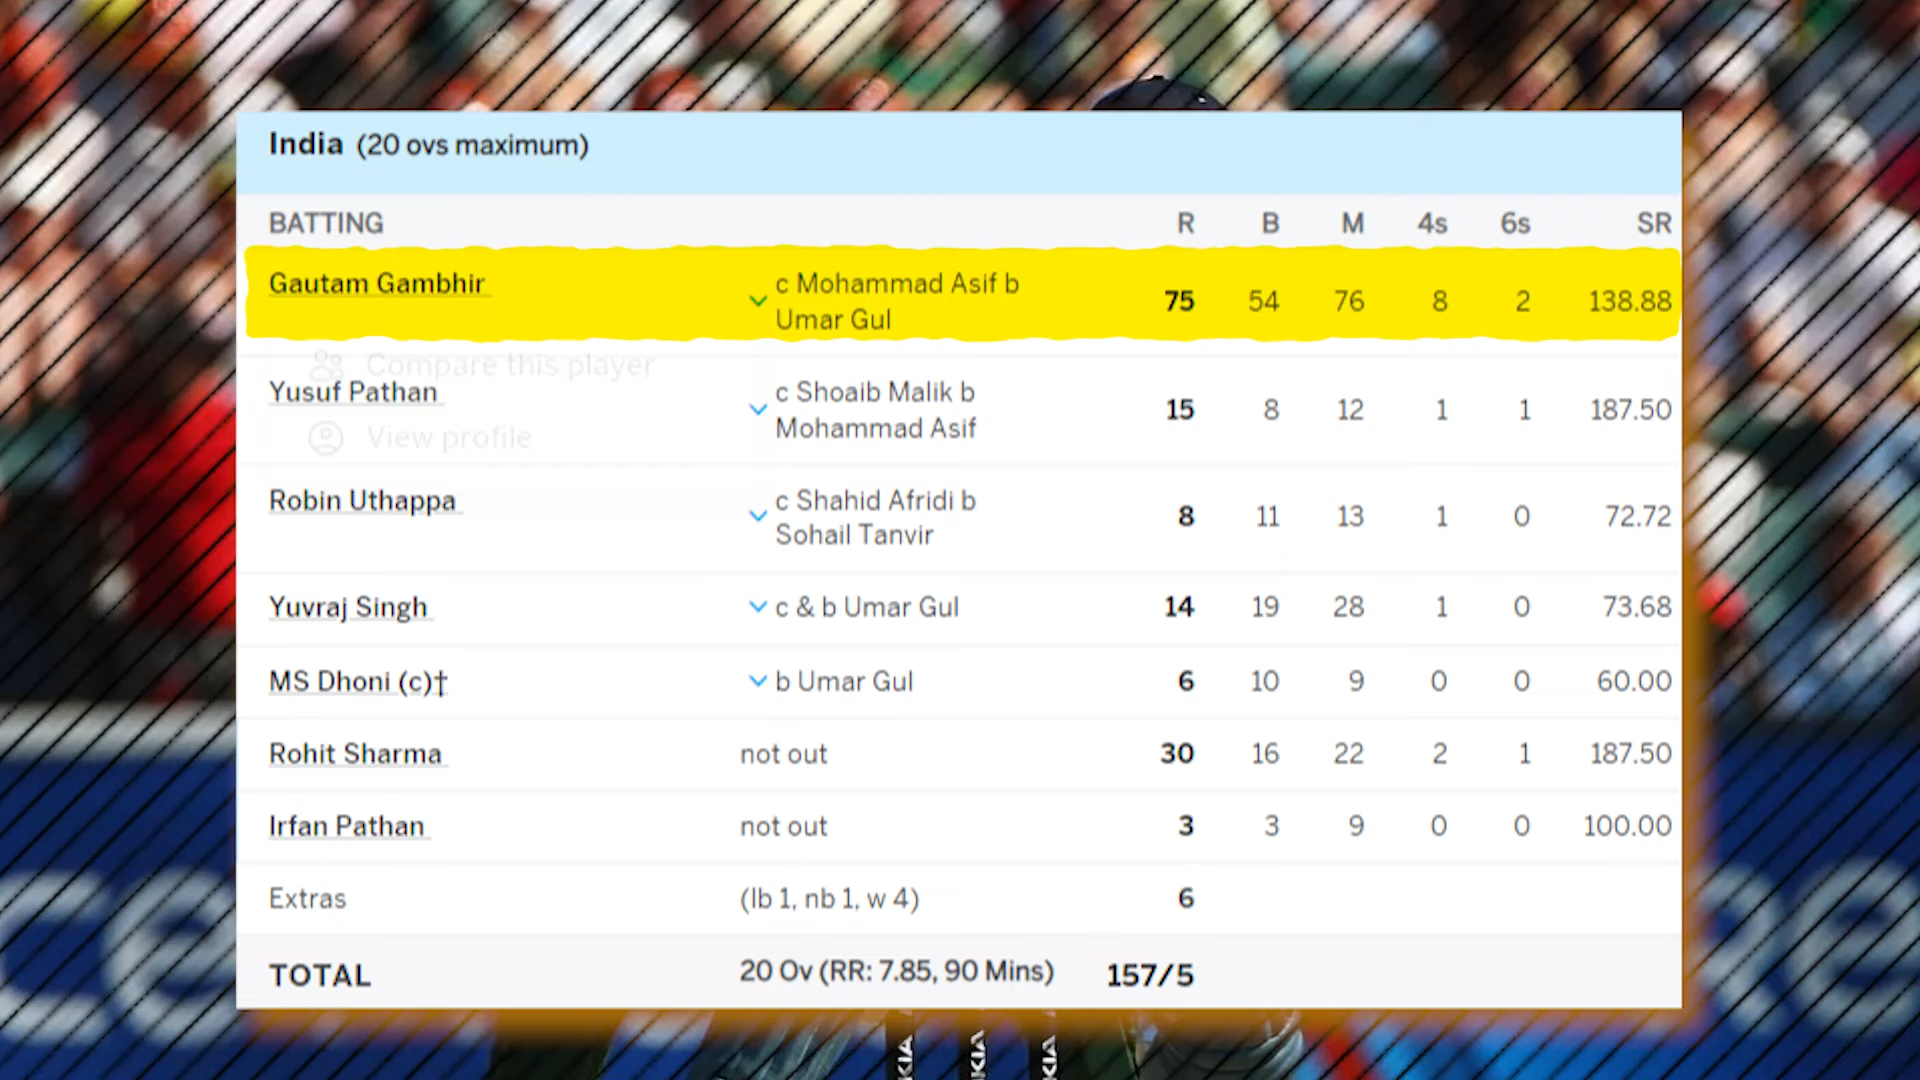 India (20 ovs maximum)
BATTING R B M 4s 6s SR
Gautam Gambhir c Mohammad Asif b Umar Gul 75 54 76 8 2 138.88
Compare this player
Yusuf Pathan c Shoaib Malik b Mohammad Asif 15 8 12 1 1 187.50
View profile
Robin Uthappa c Shahid Afridi b Sohail Tanvir 8 11 13 1 0 72.72
Yuvraj Singh c & b Umar Gul 14 19 28 1 0 73.68
MS Dhoni (c)† b Umar Gul 6 10 9 0 0 60.00
Rohit Sharma not out 30 16 22 2 1 187.50
Irfan Pathan not out 3 3 9 0 0 100.00
Extras (lb 1, nb 1, w 4) 6
TOTAL 20 Ov (RR: 7.85, 90 Mins) 157/5